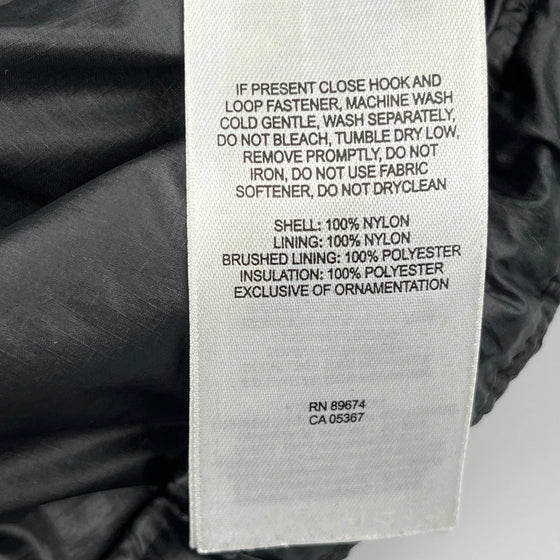 IF PRESENT CLOSE HOOK AND
LOOP FASTENER, MACHINE WASH
COLD GENTLE, WASH SEPARATELY,
DO NOT BLEACH, TUMBLE DRY LOW,
REMOVE PROMPTLY, DO NOT
IRON, DO NOT USE FABRIC
SOFTENER, DO NOT DRYCLEAN
SHELL: 100% NYLON
LINING: 100% NYLON
BRUSHED LINING: 100% POLYESTER
INSULATION: 100% POLYESTER
EXCLUSIVE OF ORNAMENTATION
RN 89674
CA 05367